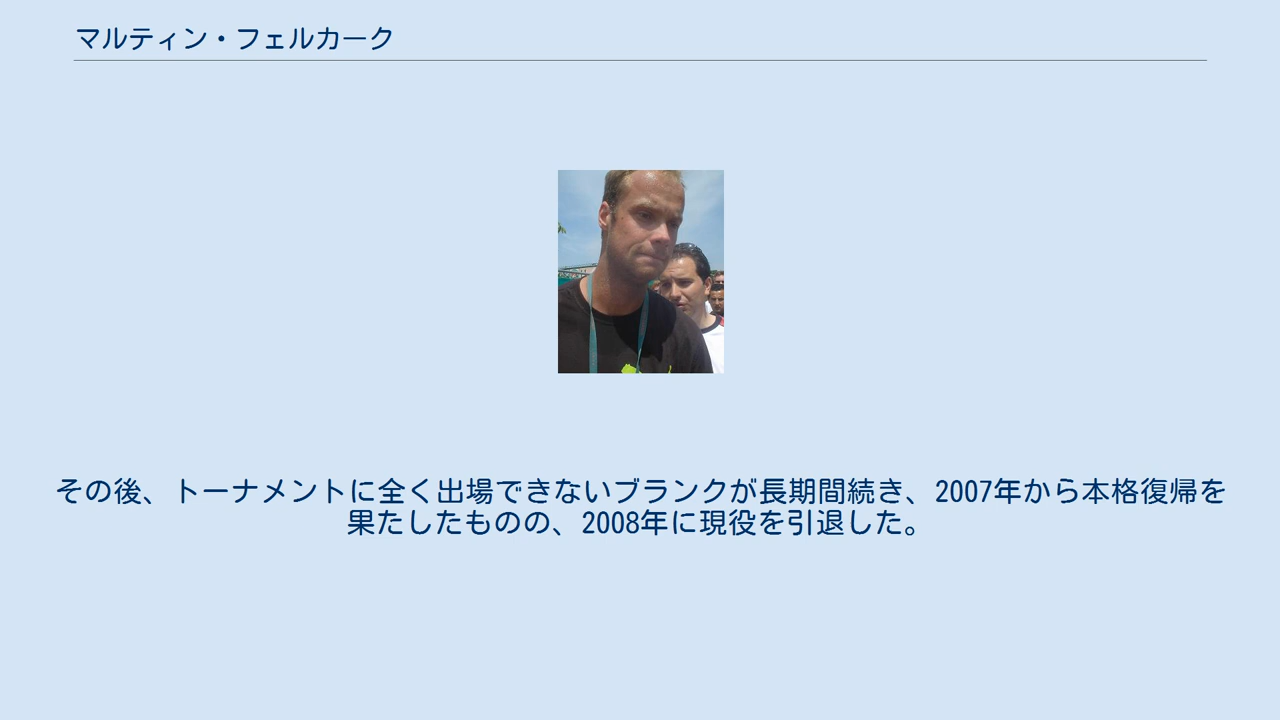 マルティン・フェルカーク
その後、トーナメントに全く出場できないブランクが長期間続き、2007年から本格復帰を
果たしたものの、2008年に現役を引退した。